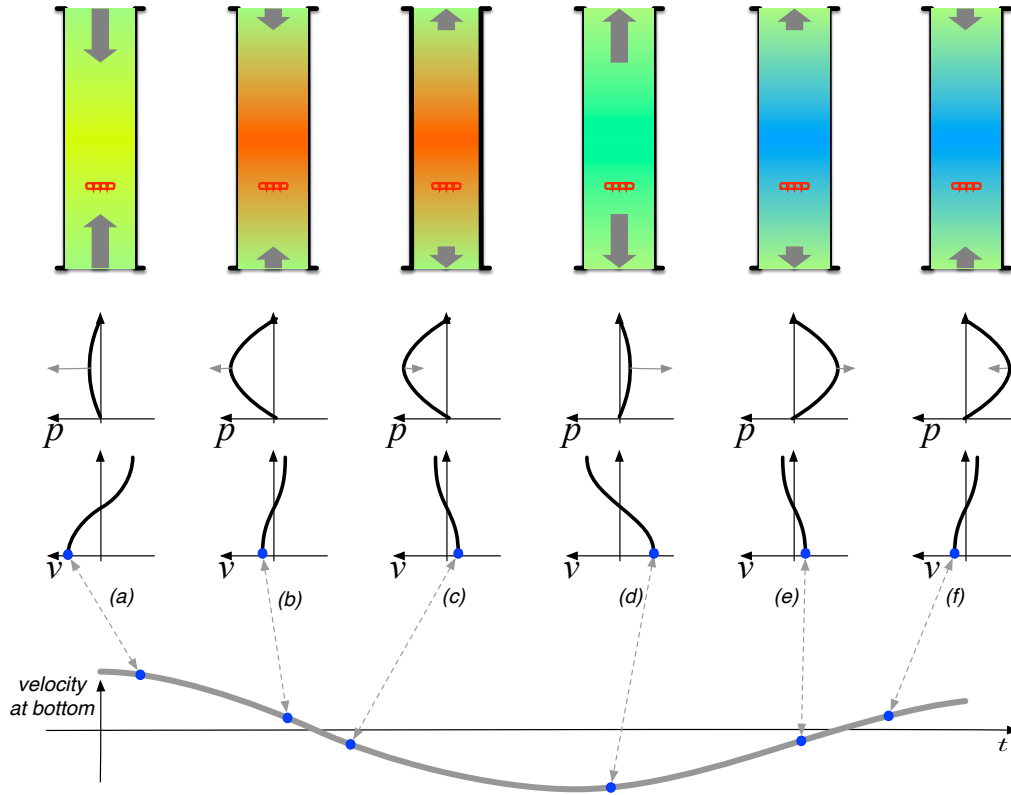 p p p p p p
v v v v v v
(a) (b) (c) (d) (e) (f)
velocity
at bottom
t